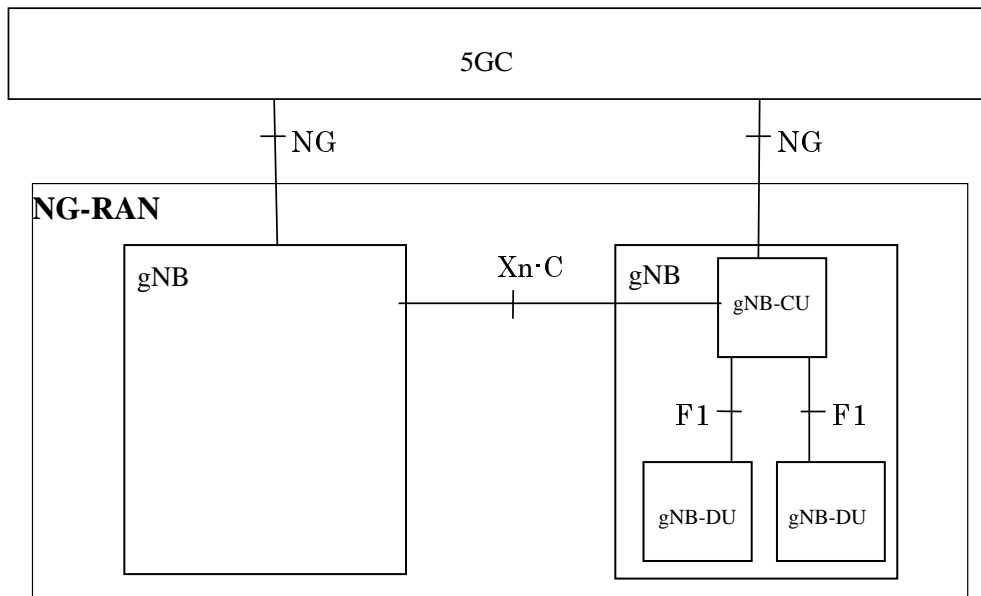 5GC
NG
NG
NG-RAN
gNB
Xn-C
gNB
gNB-CU
F1
F1
gNB-DU
gNB-DU